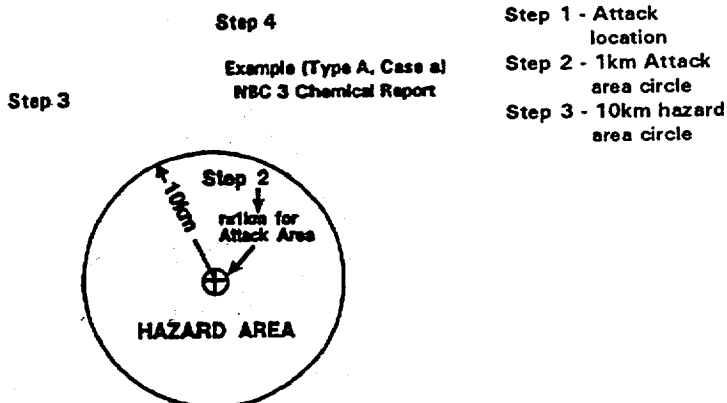 Step 4
Example (Type A, Case a)
NBC 3 Chemical Report
Step 3
Step 1 - Attack
location
Step 2 - 1km Attack
area circle
Step 3 - 10km hazard
area circle
10km
Step 2
for
Attack Area
HAZARD AREA